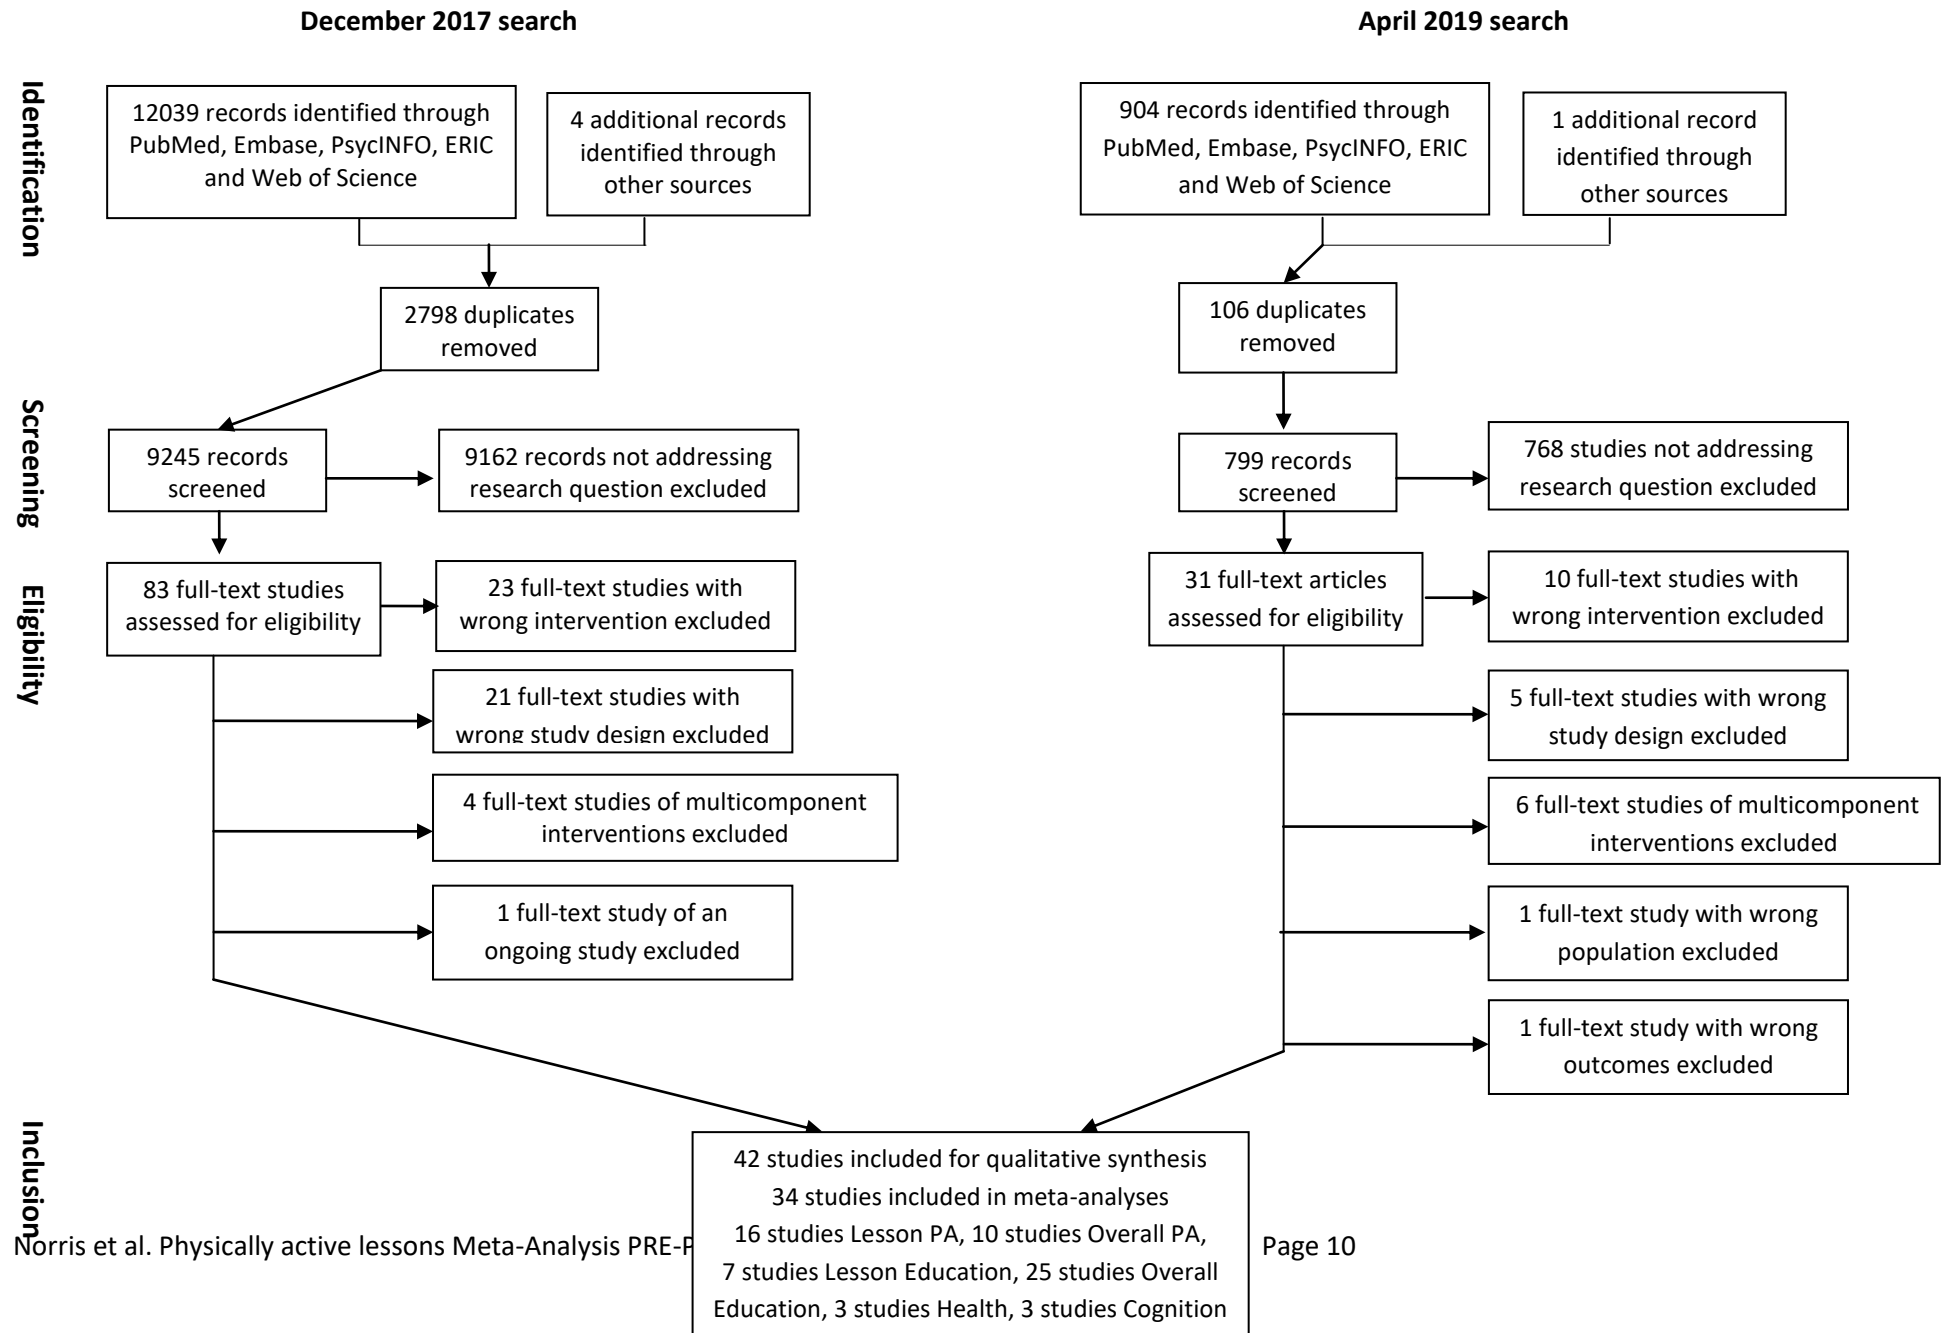 December 2017 search
April 2019 search
Identification
12039 records identified through
PubMed, Embase, PsycINFO, ERIC
and Web of Science
4 additional records
identified through
other sources
904 records identified through
PubMed, Embase, PsycINFO, ERIC
and Web of Science
1 additional record
identified through
other sources
2798 duplicates
removed
106 duplicates
removed
Screening
9245 records
screened
9162 records not addressing
research question excluded
799 records
screened
768 studies not addressing
research question excluded
Eligibility
83 full-text studies
assessed for eligibility
23 full-text studies with
wrong intervention excluded
31 full-text articles
assessed for eligibility
10 full-text studies with
wrong intervention excluded
21 full-text studies with
wrong study design excluded
5 full-text studies with wrong
study design excluded
4 full-text studies of multicomponent
interventions excluded
6 full-text studies of multicomponent
interventions excluded
1 full-text study of an
ongoing study excluded
1 full-text study with wrong
population excluded
1 full-text study with wrong
outcomes excluded
Inclusion
42 studies included for qualitative synthesis
34 studies included in meta-analyses
16 studies Lesson PA, 10 studies Overall PA,
7 studies Lesson Education, 25 studies Overall
Education, 3 studies Health, 3 studies Cognition
Norris et al. Physically active lessons Meta-Analysis PRE-P
Page 10